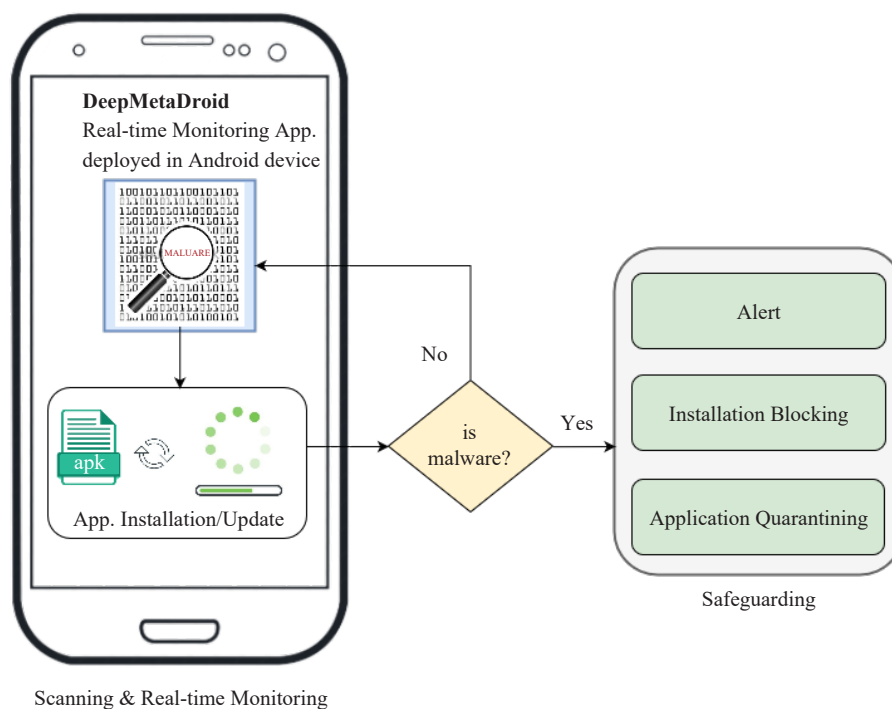 DeepMetaDroid
Real-time Monitoring App.
deployed in Android device
MALUARE
No
apk
App. Installation/Update
is
malware?
Yes
Alert
Installation Blocking
Application Quarantining
Safeguarding
Scanning & Real-time Monitoring